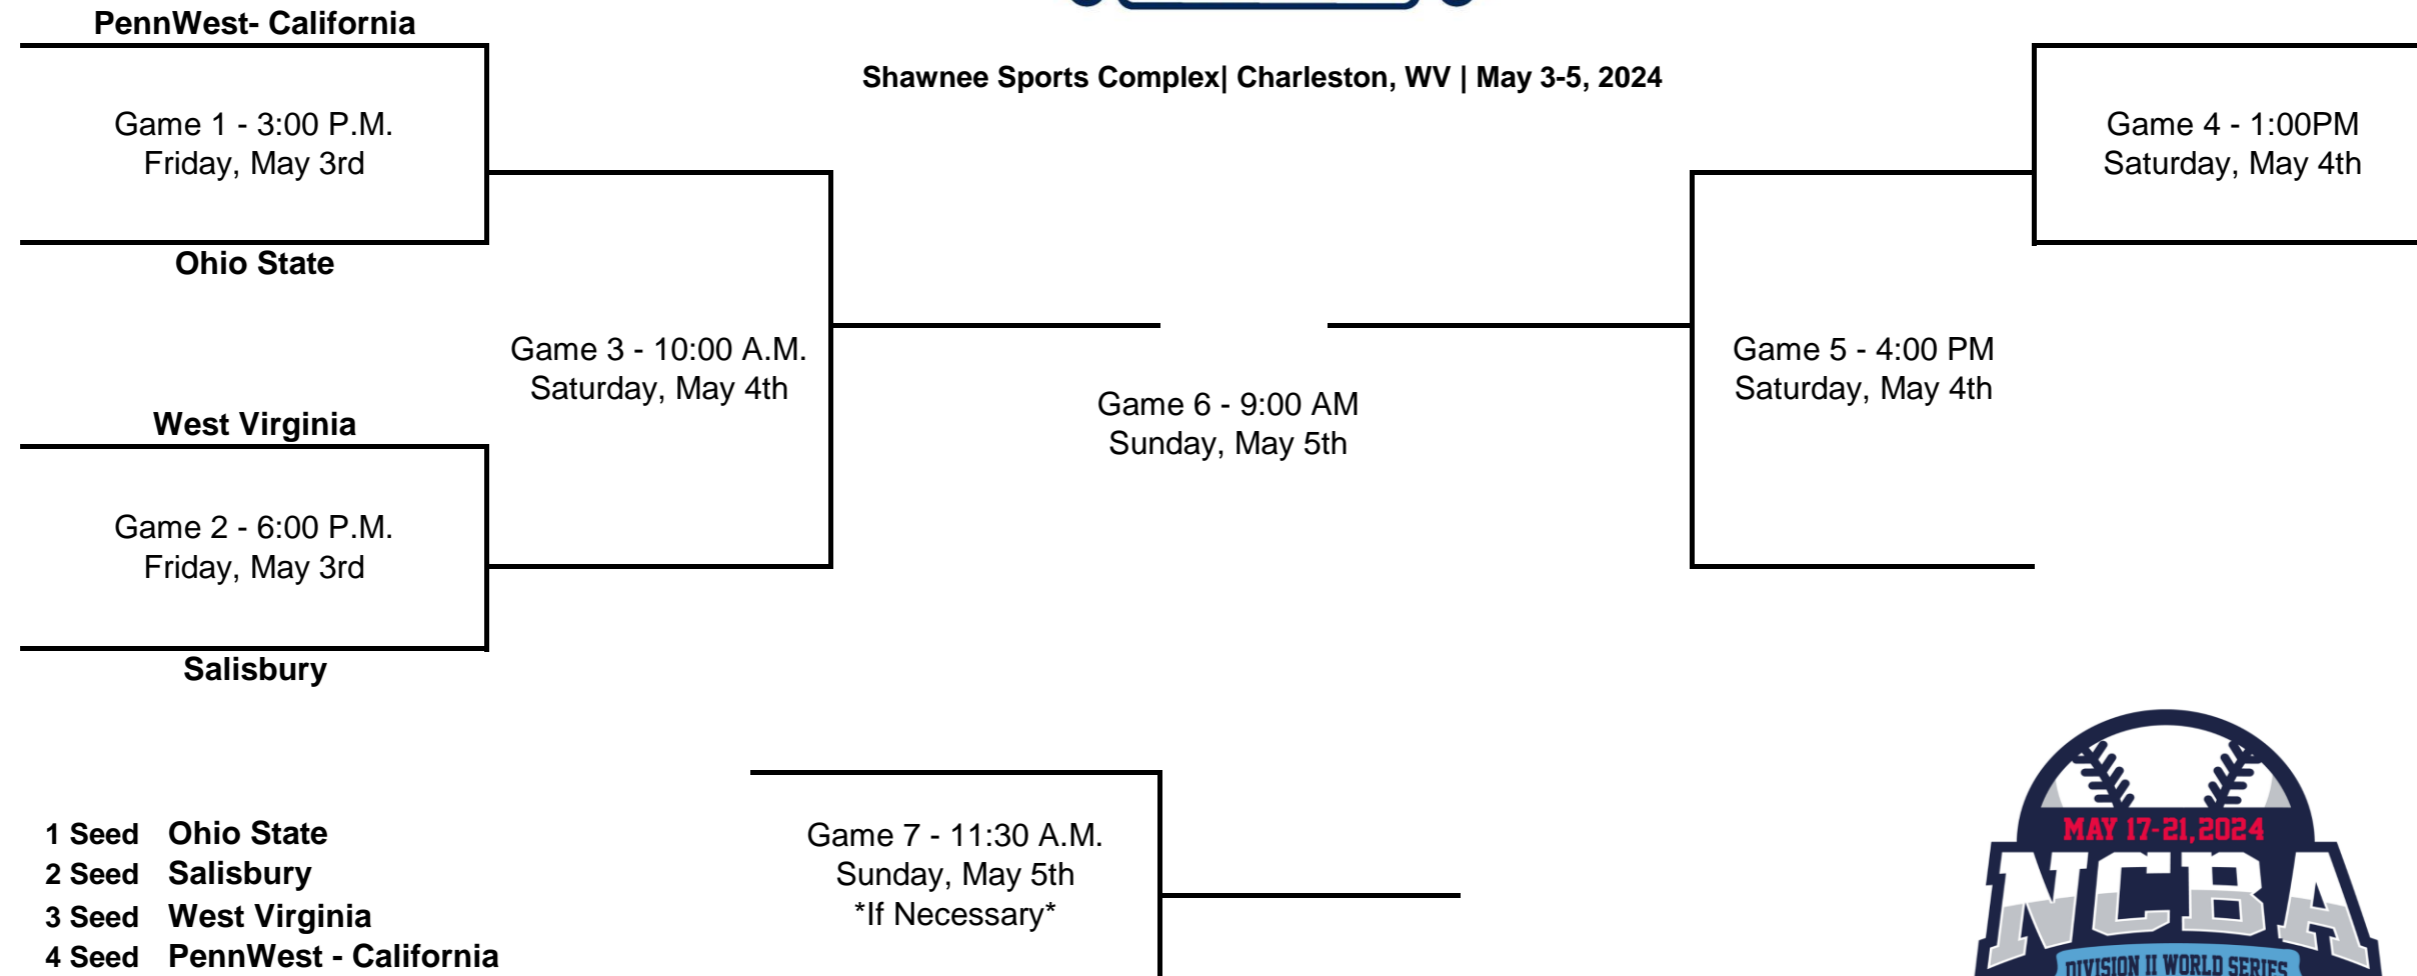 PennWest- California
Shawnee Sports Complex| Charleston, WV | May 3-5, 2024
Game 1 - 3:00 P.M.
Friday, May 3rd
Game 4 - 1:00PM
Saturday, May 4th
Ohio State
Game 3 - 10:00 A.M.
Saturday, May 4th
Game 5 - 4:00 PM
Saturday, May 4th
Game 6 - 9:00 AM
Sunday, May 5th
West Virginia
Game 2 - 6:00 P.M.
Friday, May 3rd
Salisbury
Game 7 - 11:30 A.M.
Sunday, May 5th
*If Necessary*
1 Seed Ohio State
2 Seed Salisbury
3 Seed West Virginia
4 Seed PennWest - California
MAY 17-21, 2024
NCBA
DIVISION II WORLD SERIES